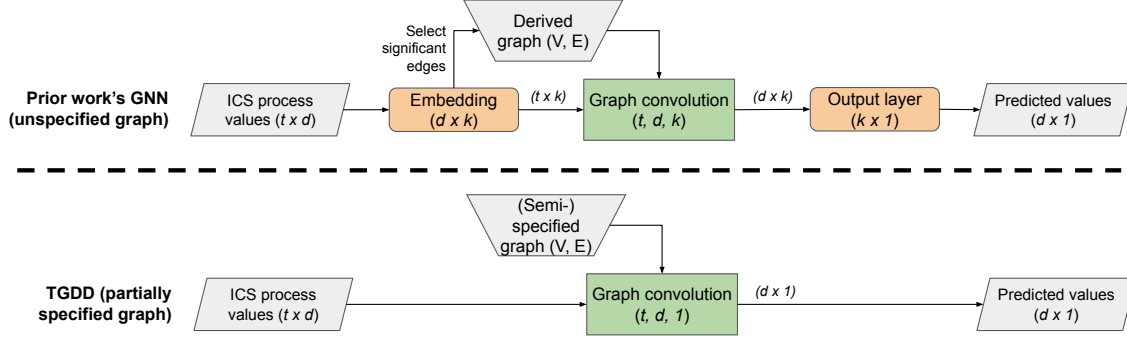 Select
significant
edges
Derived
graph (V, E)
Prior work's GNN
(unspecified graph)
ICS process
values (t x d)
Embedding
(d x k)
(t x k)
Graph convolution
(t, d, k)
(d x k)
Output layer
(k x 1)
Predicted values
(d x 1)
(Semi-)
specified
graph (V, E)
TGDD (partially
specified graph)
ICS process
values (t x d)
Graph convolution
(t, d, 1)
(d x 1)
Predicted values
(d x 1)